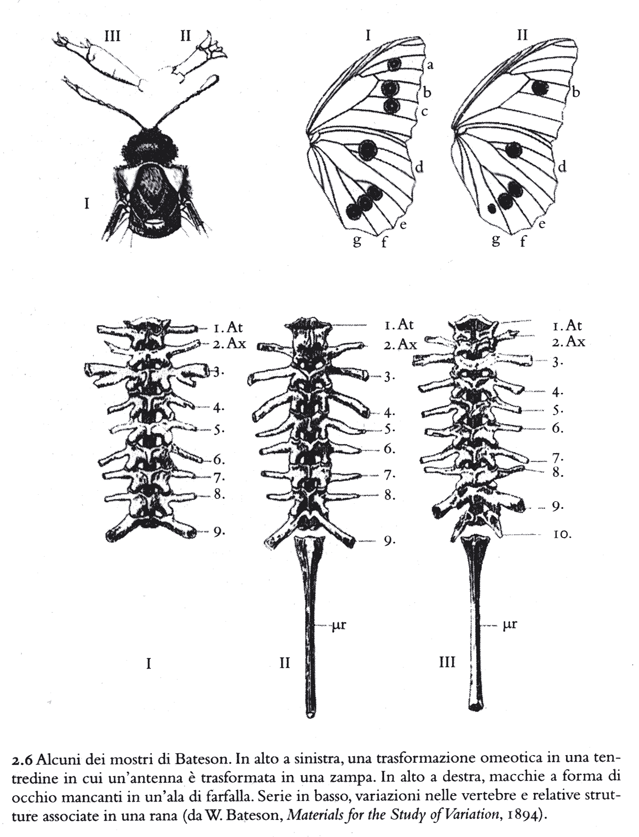 III II
I
I
a
b
c
d
e
g f
II
b
d
e
g f
1. At
2. Ax
3.
4.
5.
6.
7.
8.
9.
I
1. At
2. Ax
3.
4.
5.
6.
7.
8.
9.
μr
II
1. At
2. Ax
3.
4.
5.
6.
7.
8.
9.
10.
μr
III
2.6 Alcuni dei mostri di Bateson. In alto a sinistra, una trasformazione omeotica in una ten-
tredine in cui un'antenna è trasformata in una zampa. In alto a destra, macchie a forma di
occhio mancanti in un'ala di farfalla. Serie in basso, variazioni nelle vertebre e relative strut-
ture associate in una rana (da W. Bateson, Materials for the Study of Variation, 1894).